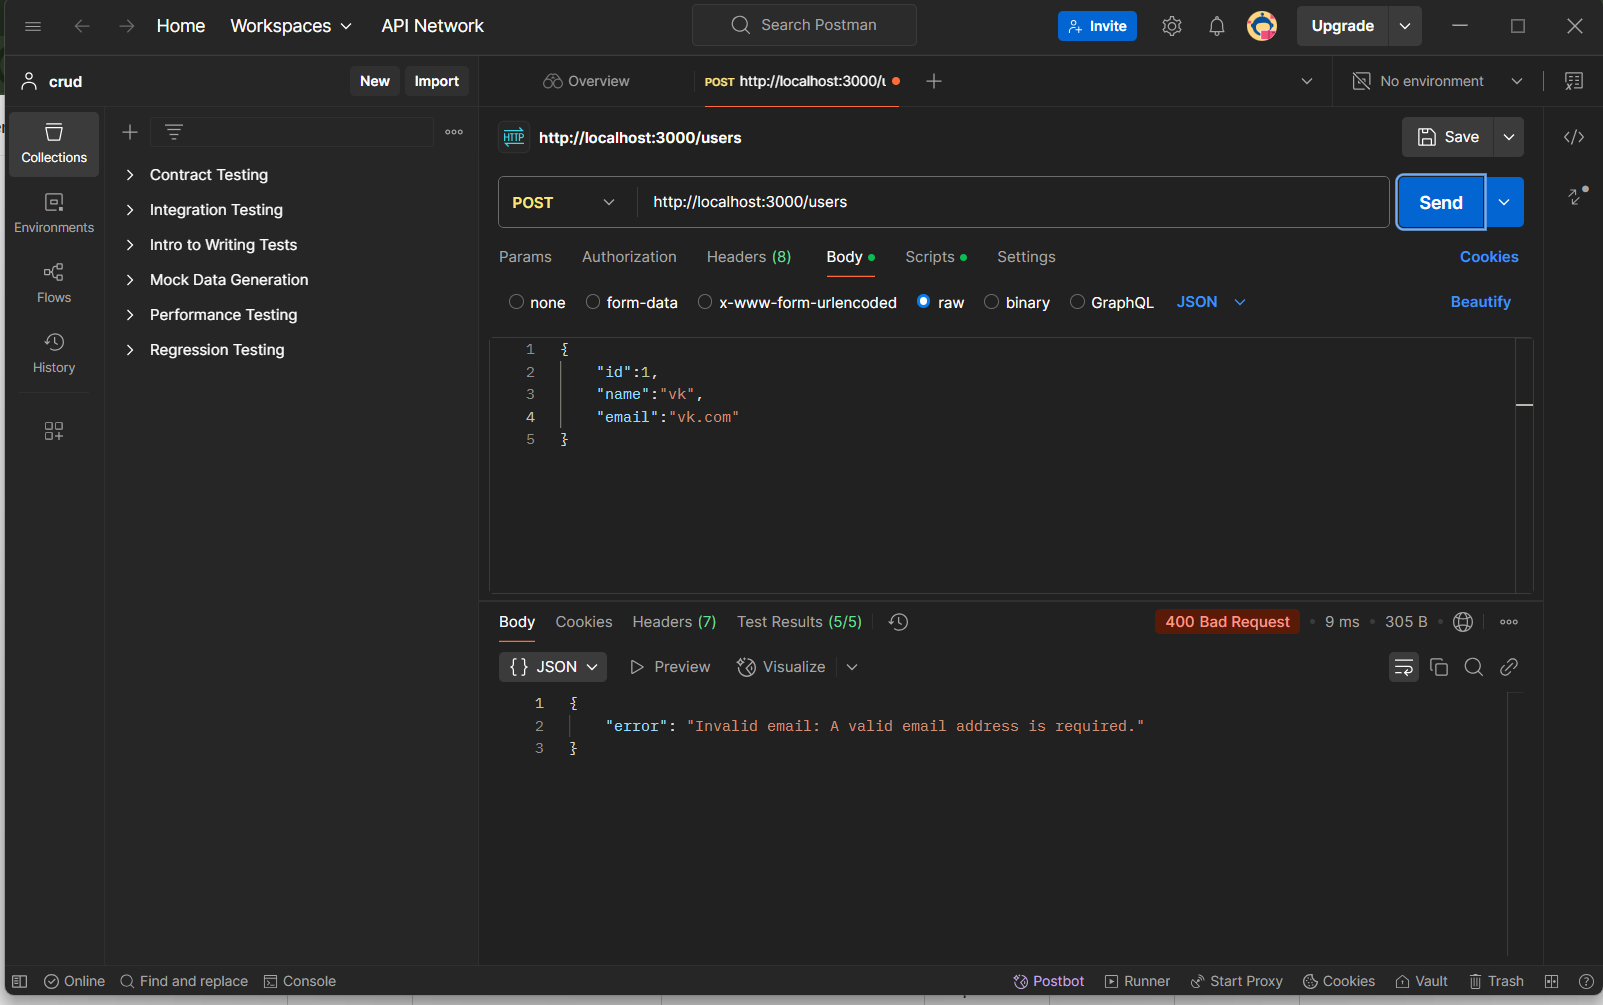 Home Workspaces API Network Search Postman Invite Upgrade
crud New Import Overview POST http://localhost:3000/u No environment
HTTP http://localhost:3000/users Save
Collections
Contract Testing
Integration Testing
Intro to Writing Tests
Mock Data Generation
Performance Testing
Regression Testing
Environments
Flows
History
POST http://localhost:3000/users Send
Params Authorization Headers (8) Body Scripts Settings Cookies
none form-data x-www-form-urlencoded raw binary GraphQL JSON Beautify
1 {
2 "id":1,
3 "name":"vk",
4 "email":"vk.com"
5 }
Body Cookies Headers (7) Test Results (5/5) 400 Bad Request • 9 ms • 305 B •
{} JSON Preview Visualize
1 {
2 "error": "Invalid email: A valid email address is required."
3 }
Online Find and replace Console Postbot Runner Start Proxy Cookies Vault Trash